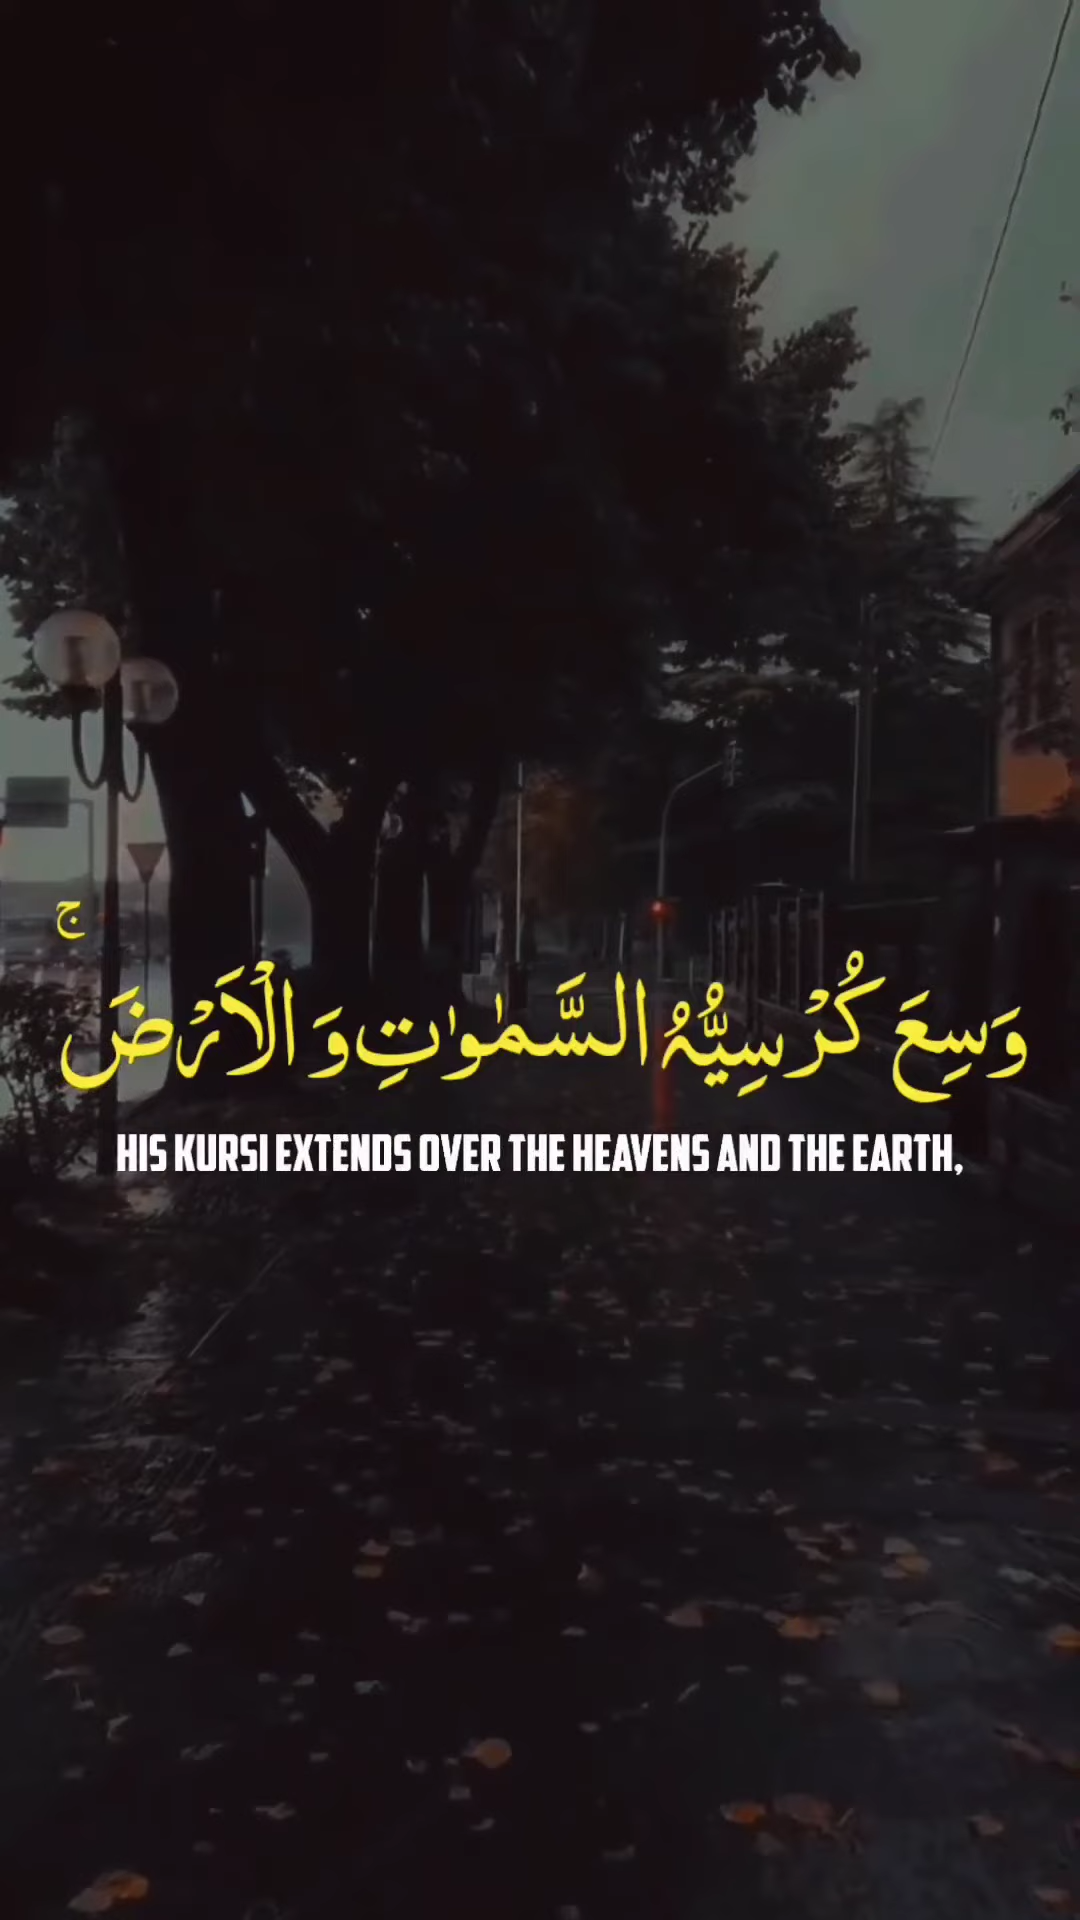 وَسِعَ كُرْسِيُّهُ السَّمٰوٰتِ وَ الْاَرْضَ ۚ
HIS KURSI EXTENDS OVER THE HEAVENS AND THE EARTH,